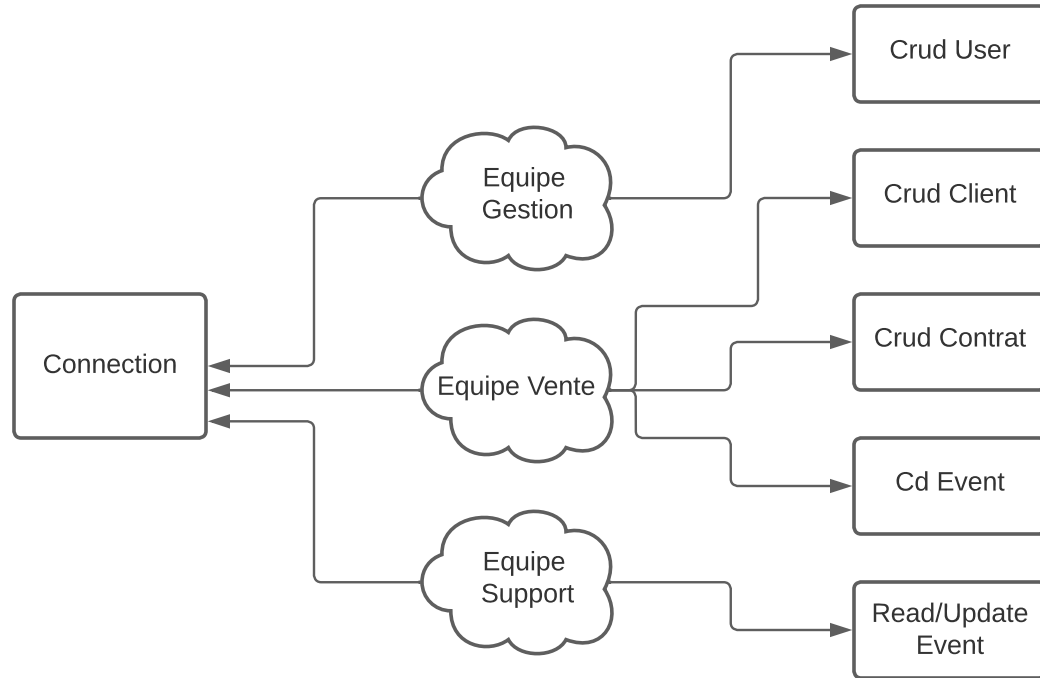 Crud User
Equipe
Gestion
Crud Client
Connection
Equipe Vente
Crud Contrat
Cd Event
Equipe
Support
Read/Update
Event